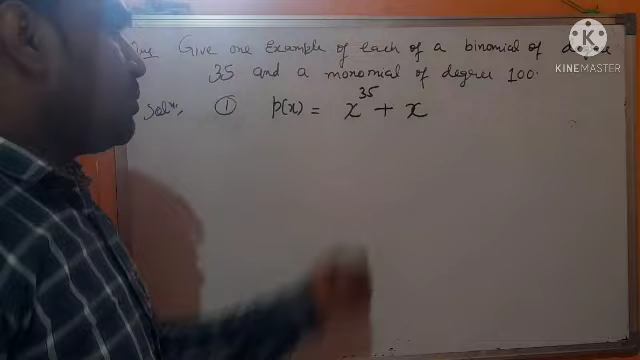 Que Give one Example of each of a binomial of degree
35 and a monomial of degree 100.
Solⁿ. ① p(x) = x³⁵ + x
KINEMASTER